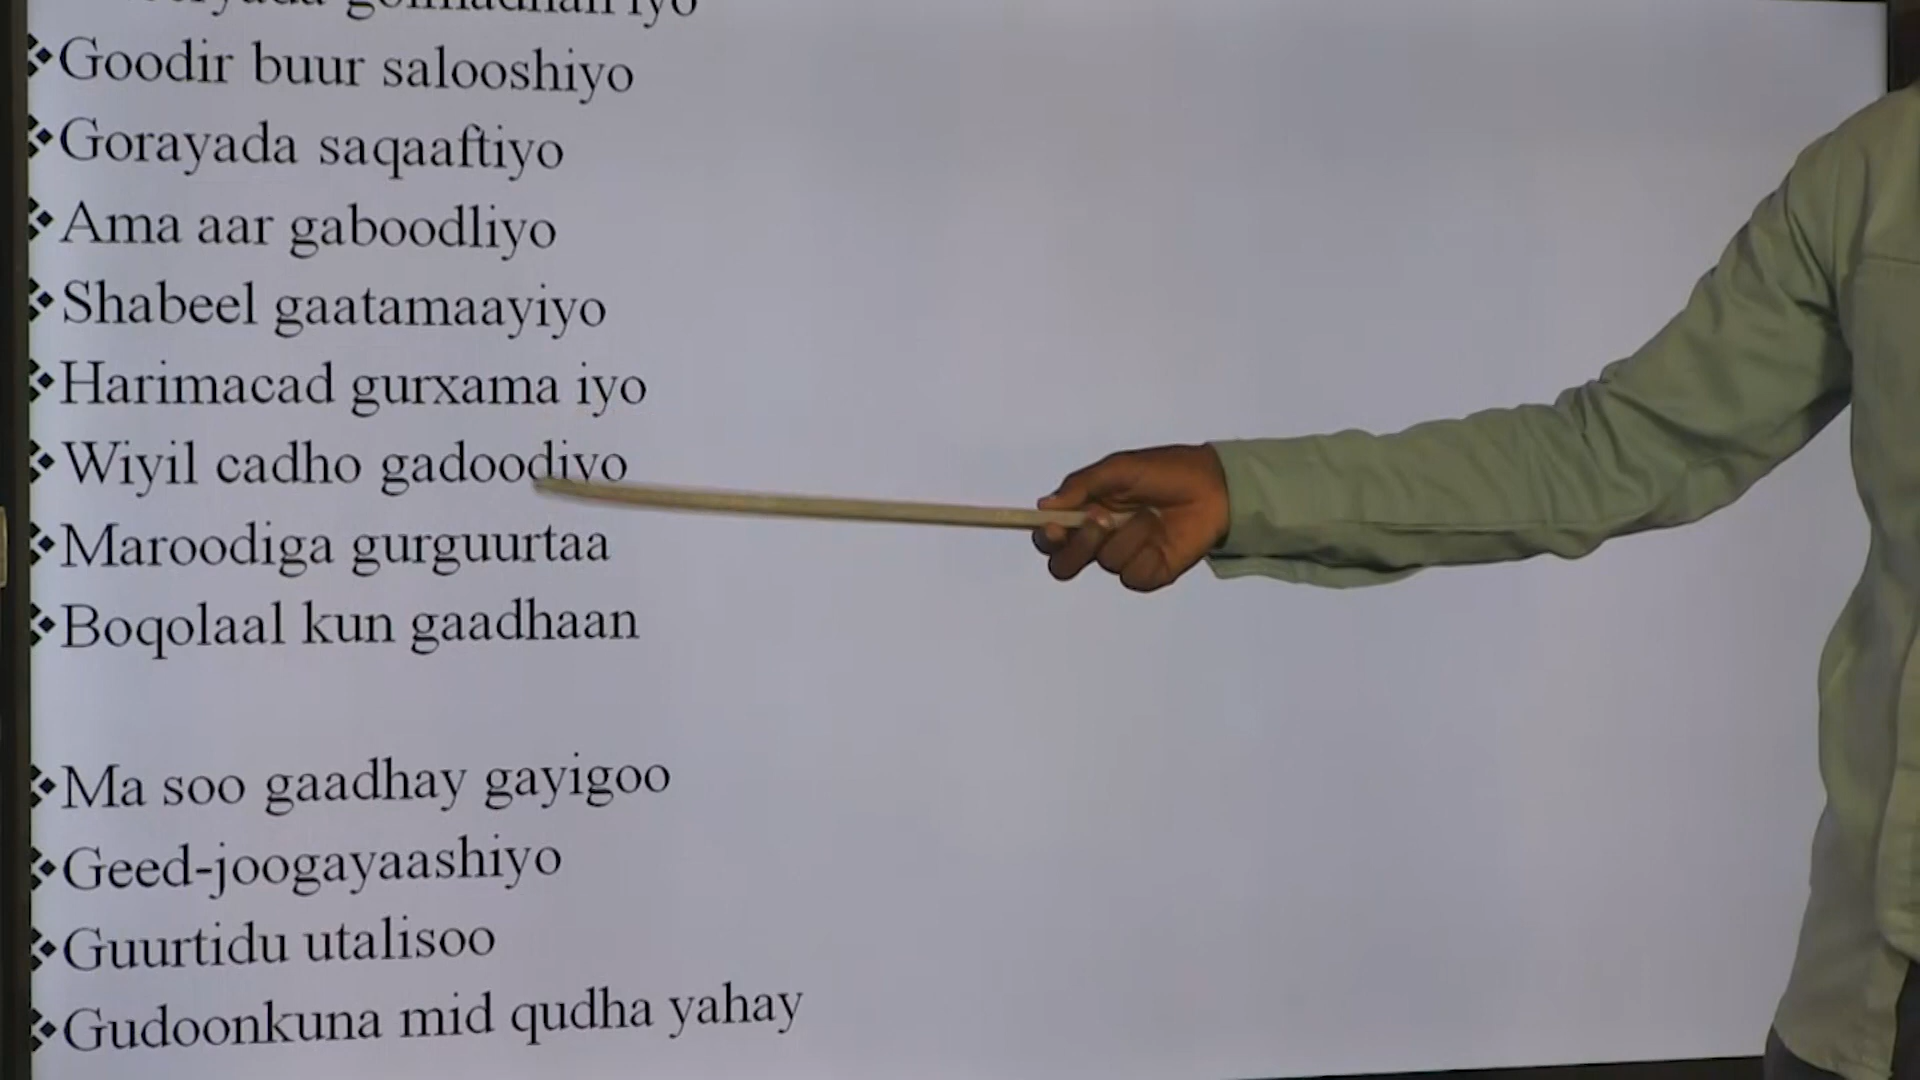 iyo
Goodir buur salooshiyo
Gorayada saqaaftiyo
Ama aar gaboodliyo
Shabeel gaatamaayiyo
Harimacad gurxama iyo
Wiyil cadho gadoodiyo
Maroodiga gurguurtaa
Boqolaal kun gaadhaan
Ma soo gaadhay gayigoo
Geed-joogayaashiyo
Guurtidu utalisoo
Gudoonkuna mid qudha yahay